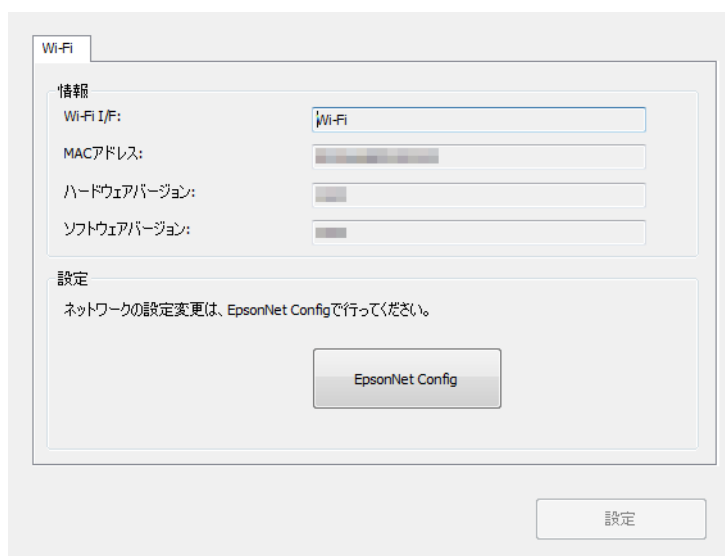 Wi-Fi
情報
Wi-Fi I/F:
Wi-Fi
MACアドレス:
ハードウェアバージョン:
ソフトウェアバージョン:
設定
ネットワークの設定変更は、EpsonNet Configで行ってください。
EpsonNet Config
設定